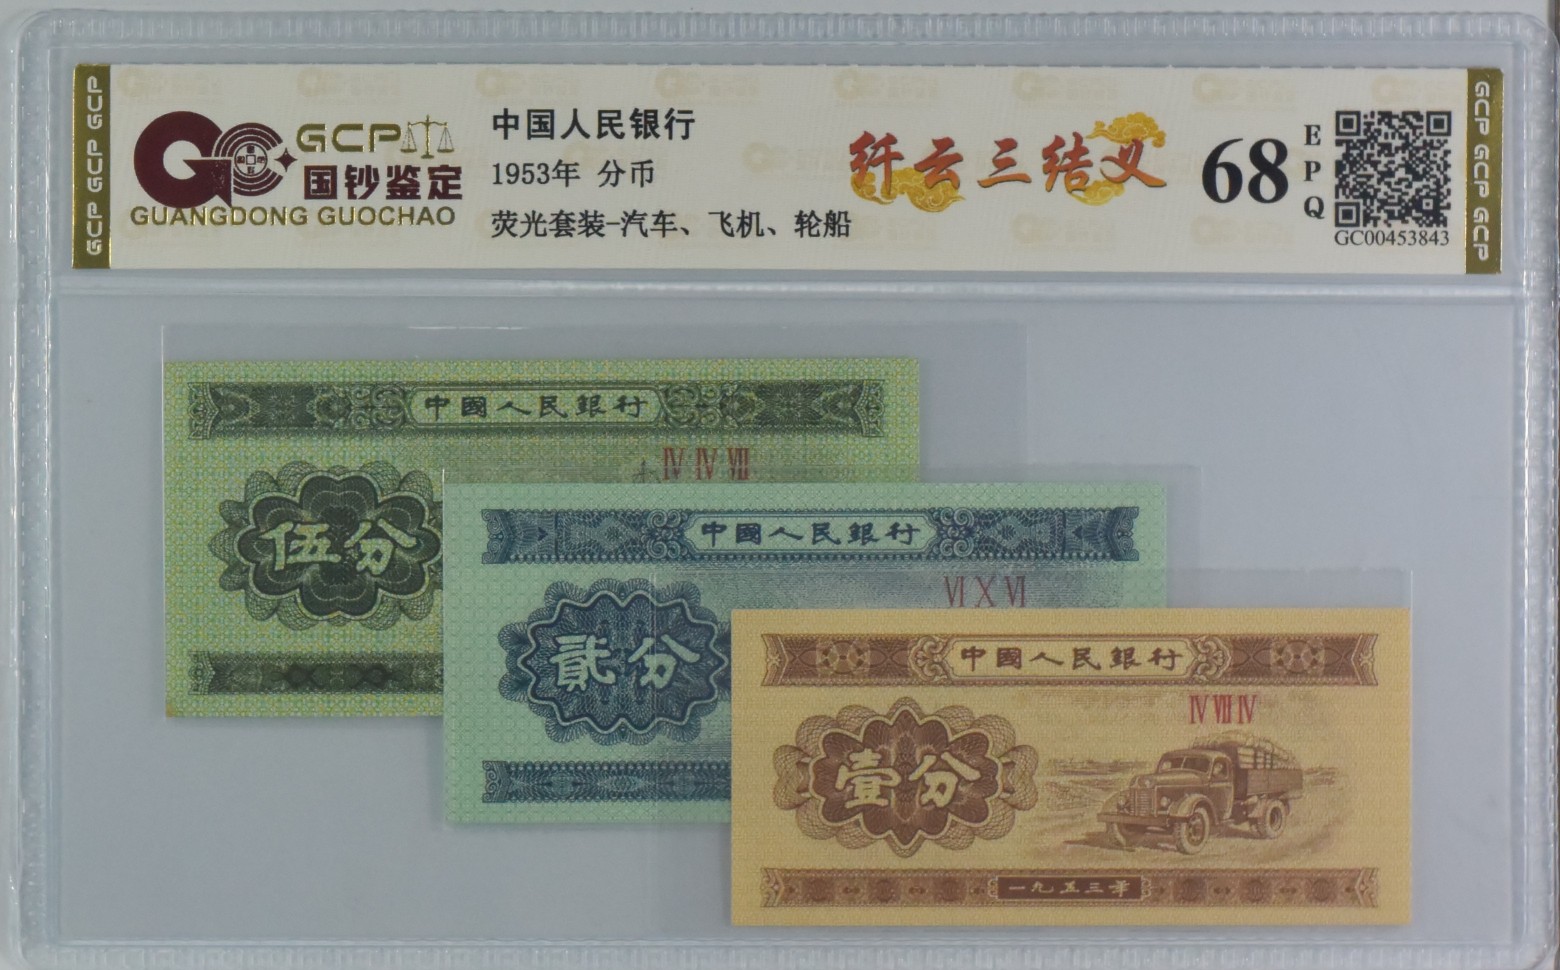 GCP GCP GCP
GCP
国钞鉴定
GUANGDONG GUOCHAO
中国人民银行
1953年 分币
荧光套装-汽车、飞机、轮船
纤云三结义
68
EPQ
GC00453843
GCP GCP GCP
中國人民銀行
IV IV VII
伍分
中國人民銀行
VI X VI
貳分
中國人民銀行
IV VII IV
壹分
一九五三年